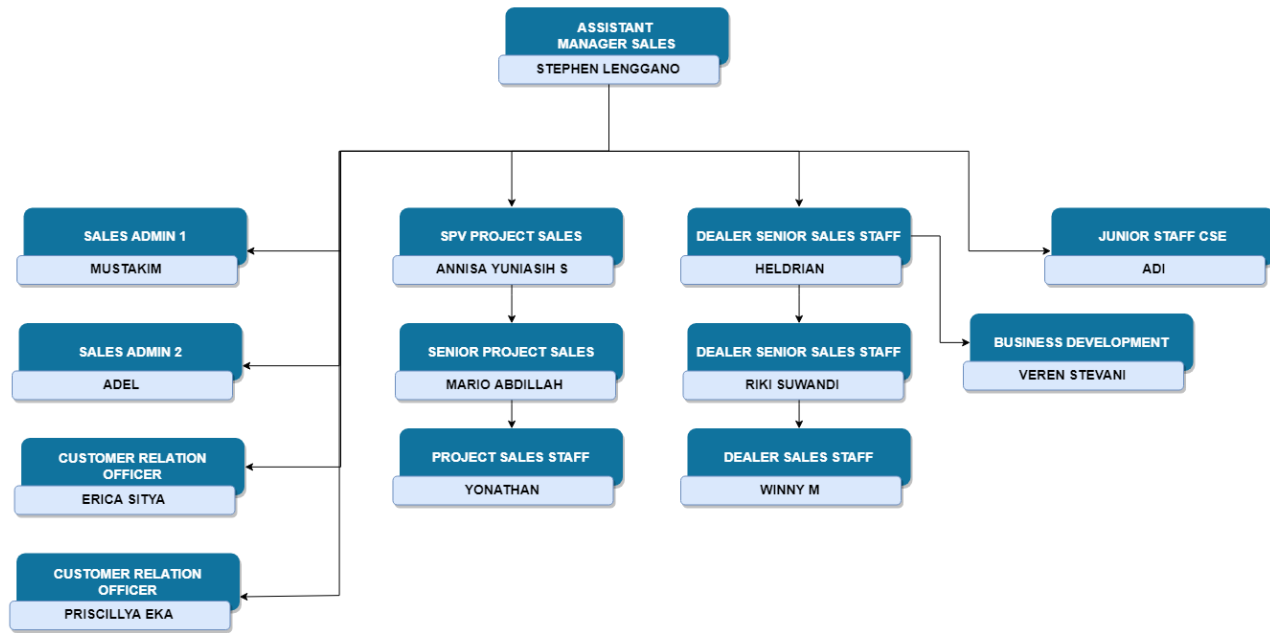 ASSISTANT
MANAGER SALES
STEPHEN LENGGANO
SALES ADMIN 1
MUSTAKIM
SALES ADMIN 2
ADEL
CUSTOMER RELATION
OFFICER
ERICA SITYA
CUSTOMER RELATION
OFFICER
PRISCILLYA EKA
SPV PROJECT SALES
ANNISA YUNIASIH S
SENIOR PROJECT SALES
MARIO ABDILLAH
PROJECT SALES STAFF
YONATHAN
DEALER SENIOR SALES STAFF
HELDRIAN
DEALER SENIOR SALES STAFF
RIKI SUWANDI
DEALER SALES STAFF
WINNY M
BUSINESS DEVELOPMENT
VEREN STEVANI
JUNIOR STAFF CSE
ADI